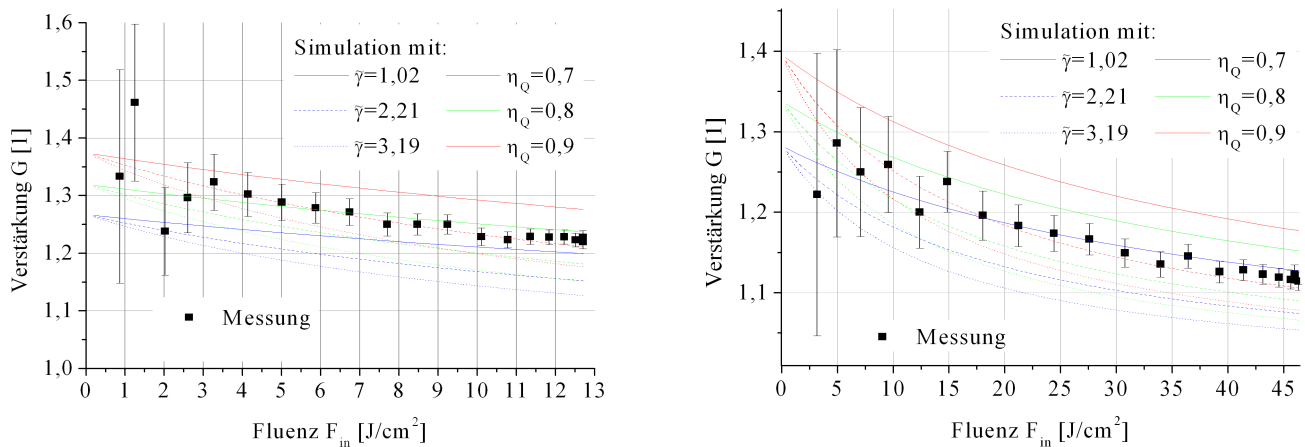 1,6
1,5
1,4
1,3
1,2
1,1
1,0
Verstärkung G [1]
Simulation mit:
γ̃=1,02 η_Q=0,7
γ̃=2,21 η_Q=0,8
γ̃=3,19 η_Q=0,9
Messung
0 1 2 3 4 5 6 7 8 9 10 11 12 13
Fluenz F_in [J/cm²]
1,4
1,3
1,2
1,1
Verstärkung G [1]
Simulation mit:
γ̃=1,02 η_Q=0,7
γ̃=2,21 η_Q=0,8
γ̃=3,19 η_Q=0,9
Messung
0 5 10 15 20 25 30 35 40 45
Fluenz F_in [J/cm²]